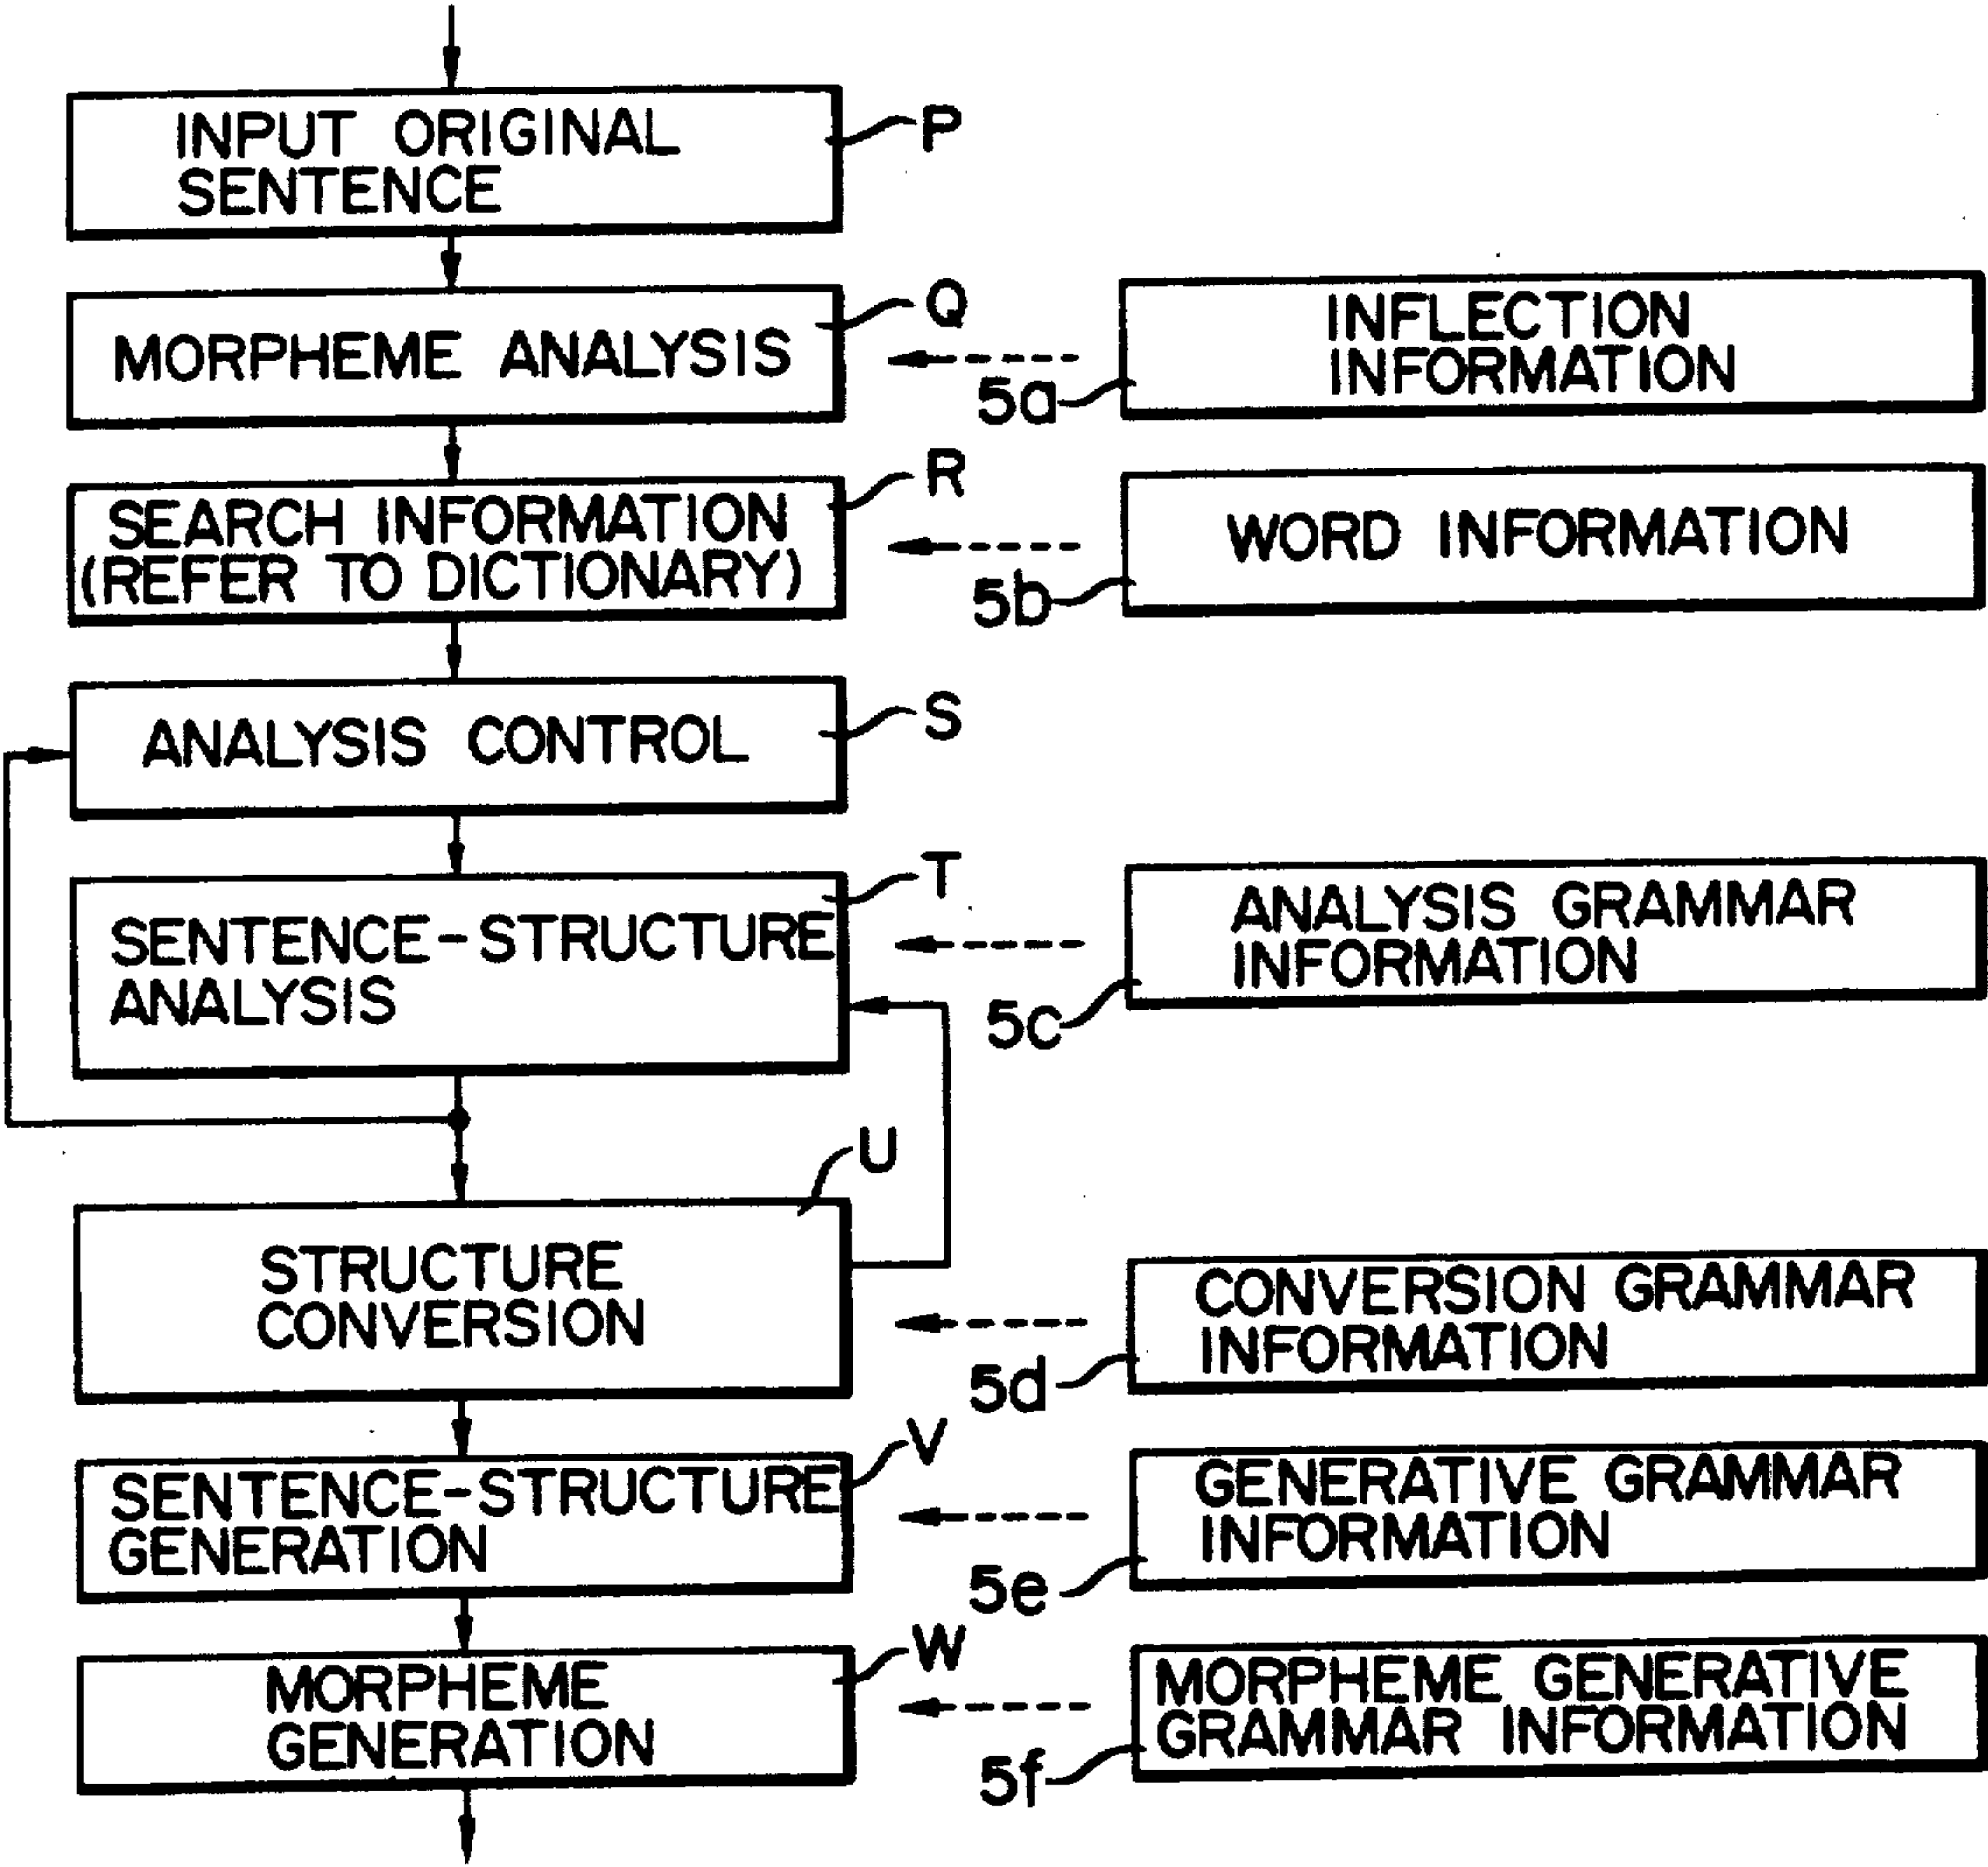 INPUT ORIGINAL
SENTENCE
P
MORPHEME ANALYSIS
Q
5a
INFLECTION
INFORMATION
SEARCH INFORMATION
(REFER TO DICTIONARY)
R
5b
WORD INFORMATION
ANALYSIS CONTROL
S
SENTENCE-STRUCTURE
ANALYSIS
T
5c
ANALYSIS GRAMMAR
INFORMATION
STRUCTURE
CONVERSION
U
5d
CONVERSION GRAMMAR
INFORMATION
SENTENCE-STRUCTURE
GENERATION
V
5e
GENERATIVE GRAMMAR
INFORMATION
MORPHEME
GENERATION
W
5f
MORPHEME GENERATIVE
GRAMMAR INFORMATION